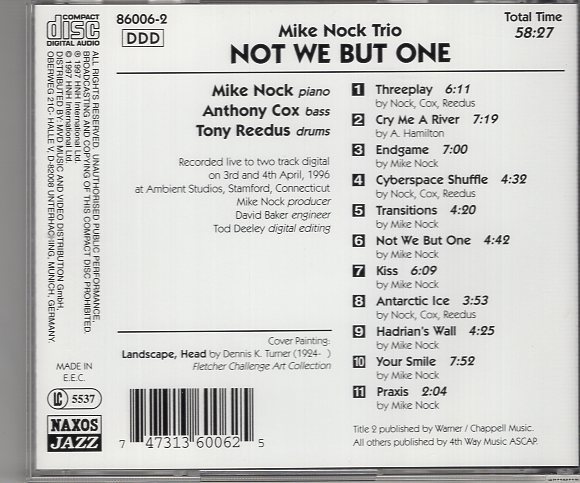 COMPACT
disc
DIGITAL AUDIO
86006-2
DDD
Mike Nock Trio
NOT WE BUT ONE
Total Time
58:27
ALL RIGHTS RESERVED. UNAUTHORISED PUBLIC PERFORMANCE,
BROADCASTING AND COPYING OF THIS COMPACT DISC PROHIBITED.
℗ 1997 HNH International Ltd.
© 1997 HNH International Ltd.
DISTRIBUTED BY: MVD MUSIC AND VIDEO DISTRIBUTION GmbH,
OBERWEG 21C- HALLE V, D-82008 UNTERHACHING, MUNICH, GERMANY.
Mike Nock piano
Anthony Cox bass
Tony Reedus drums
Recorded live to two track digital
on 3rd and 4th April, 1996
at Ambient Studios, Stamford, Connecticut
Mike Nock producer
David Baker engineer
Tod Deeley digital editing
Cover Painting:
Landscape, Head by Dennis K. Turner (1924- )
Fletcher Challenge Art Collection
1 Threeplay 6:11
by Nock, Cox, Reedus
2 Cry Me A River 7:19
by A. Hamilton
3 Endgame 7:00
by Mike Nock
4 Cyberspace Shuffle 4:32
by Nock, Cox, Reedus
5 Transitions 4:20
by Mike Nock
6 Not We But One 4:42
by Mike Nock
7 Kiss 6:09
by Mike Nock
8 Antarctic Ice 3:53
by Nock, Cox, Reedus
9 Hadrian's Wall 4:25
by Mike Nock
10 Your Smile 7:52
by Mike Nock
11 Praxis 2:04
by Mike Nock
Title 2 published by Warner / Chappell Music.
All others published by 4th Way Music ASCAP.
MADE IN
E.E.C.
LC 5537
NAXOS
JAZZ
7 47313 60062 5